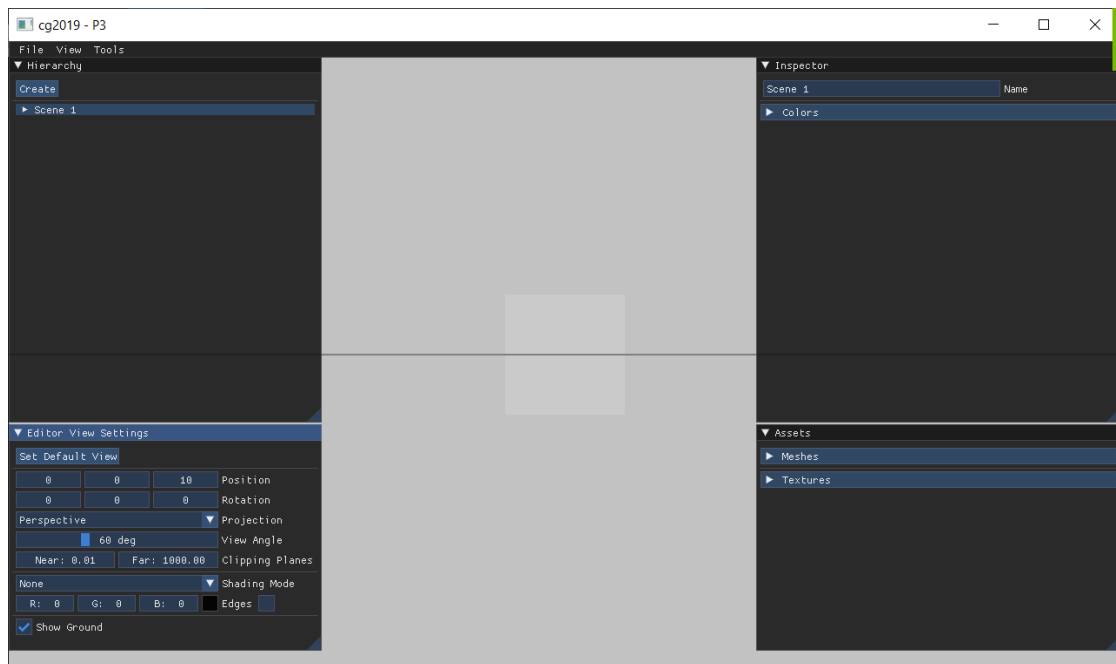 cg2019 - P3
File View Tools
Hierarchy
Create
Scene 1
Inspector
Scene 1 Name
Colors
Editor View Settings
Set Default View
0 0 10 Position
0 0 0 Rotation
Perspective Projection
60 deg View Angle
Near: 0.01 Far: 1000.00 Clipping Planes
None Shading Mode
R: 0 G: 0 B: 0 Edges
Show Ground
Assets
Meshes
Textures